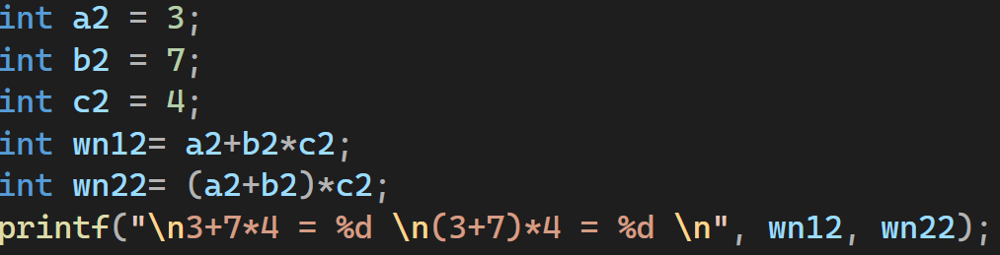 int a2 = 3;
int b2 = 7;
int c2 = 4;
int wn12= a2+b2*c2;
int wn22= (a2+b2)*c2;
printf("\n3+7*4 = %d \n(3+7)*4 = %d \n", wn12, wn22);